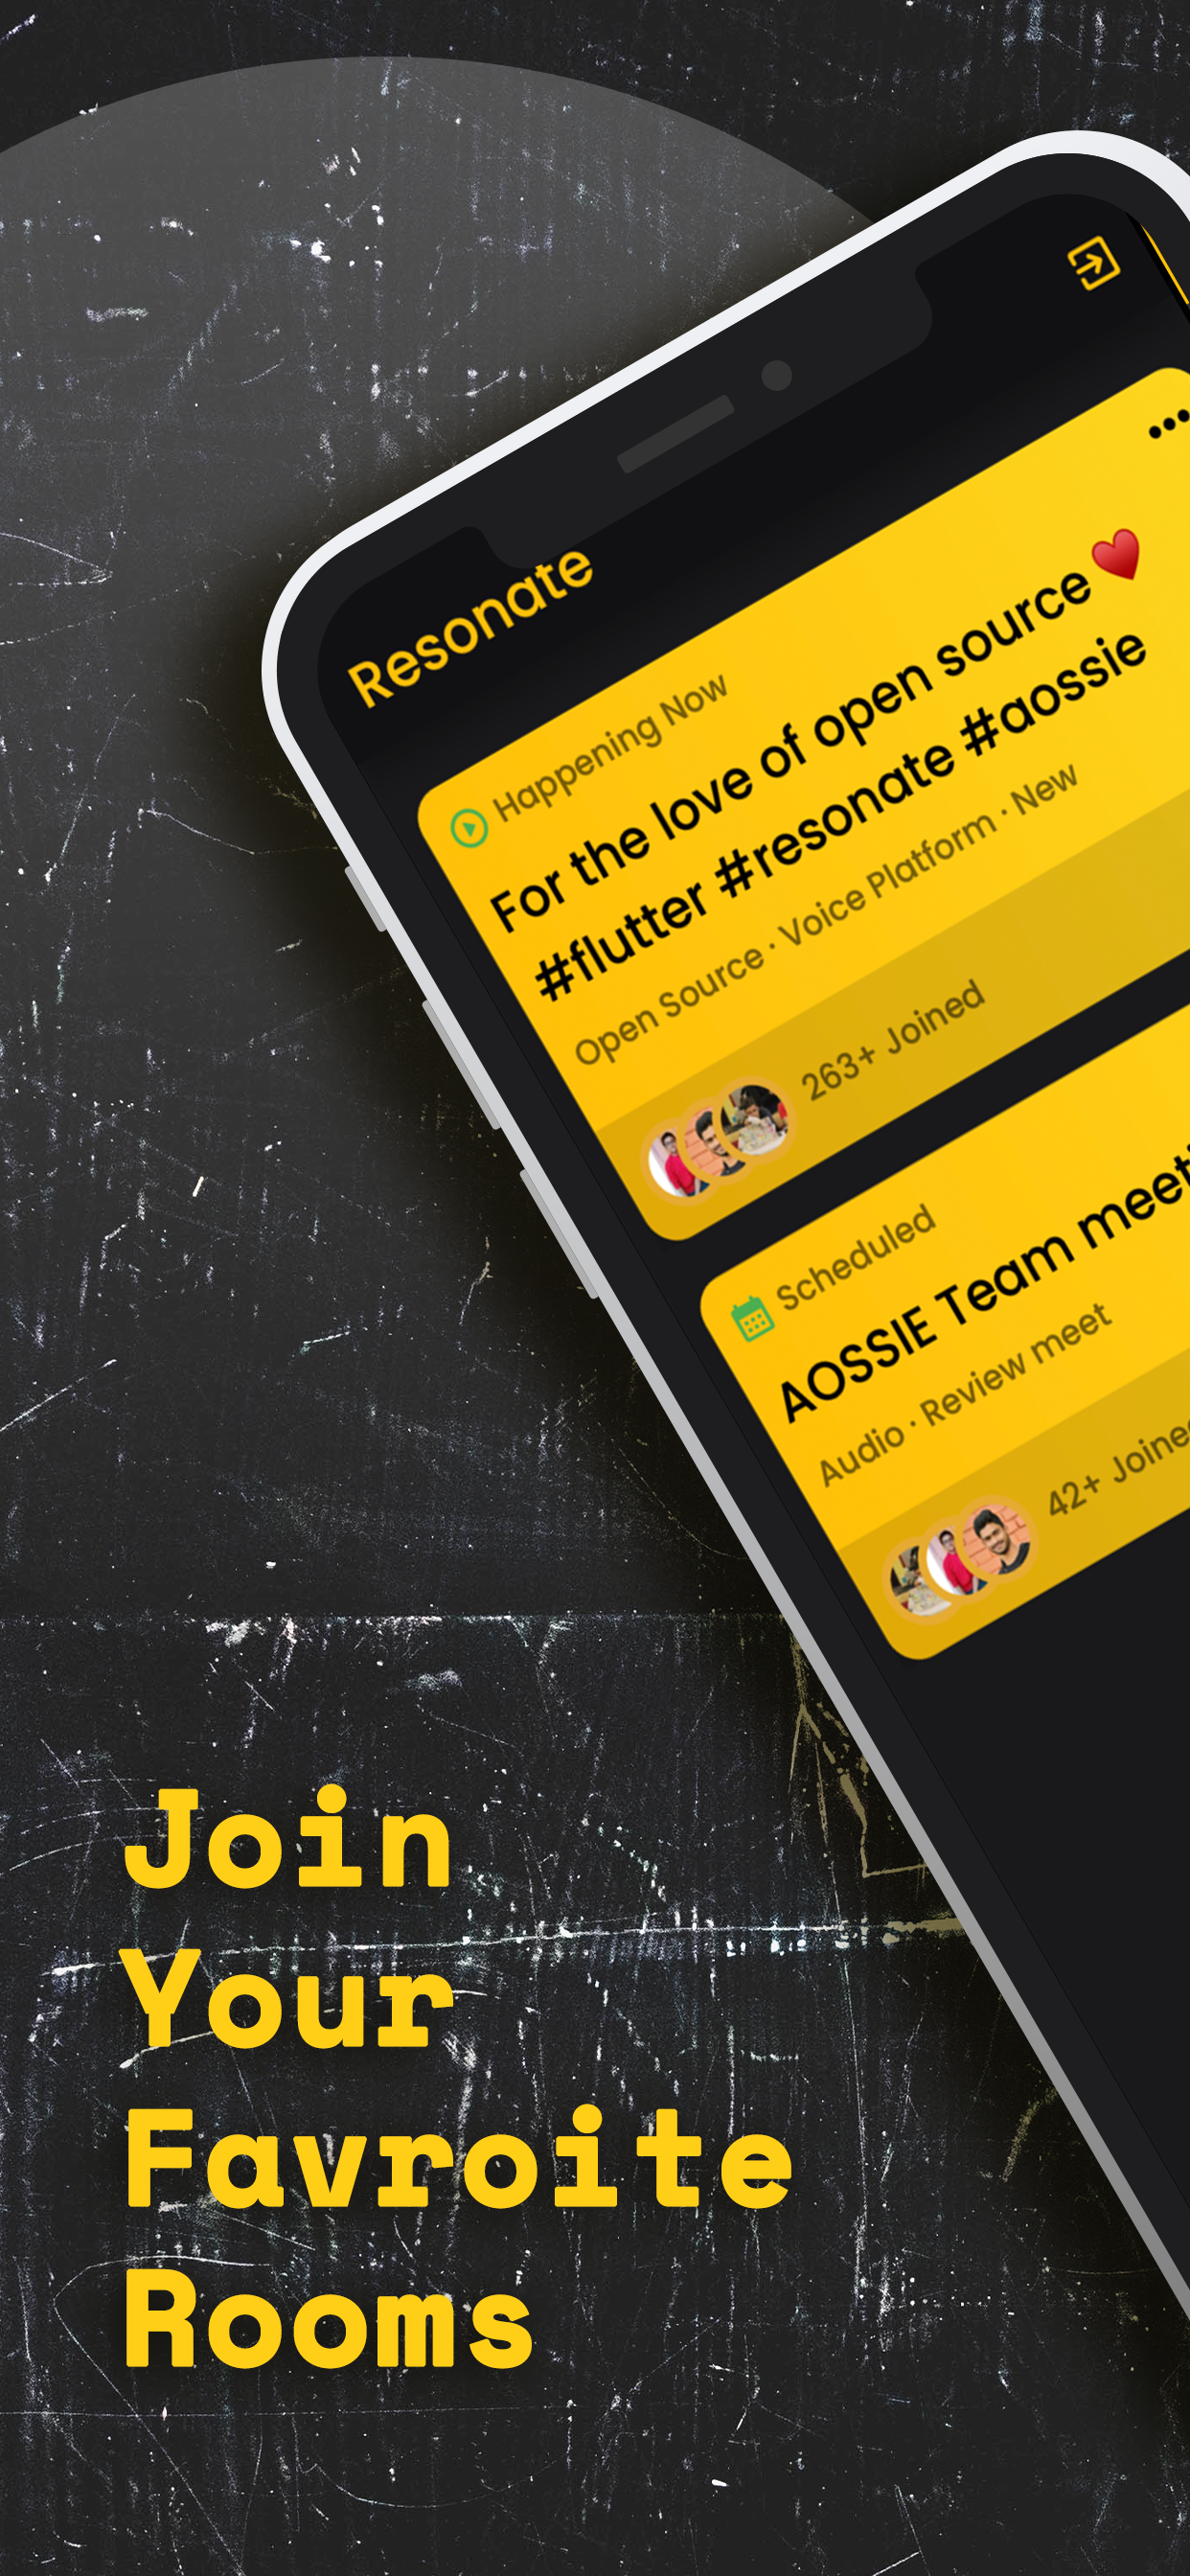 Resonate
Happening Now
For the love of open source ♥️
#flutter #resonate #aossie
Open Source · Voice Platform · New
263+ Joined
Scheduled
AOSSIE Team
Audio · Review meet
42+
Join
Your
Favroite
Rooms